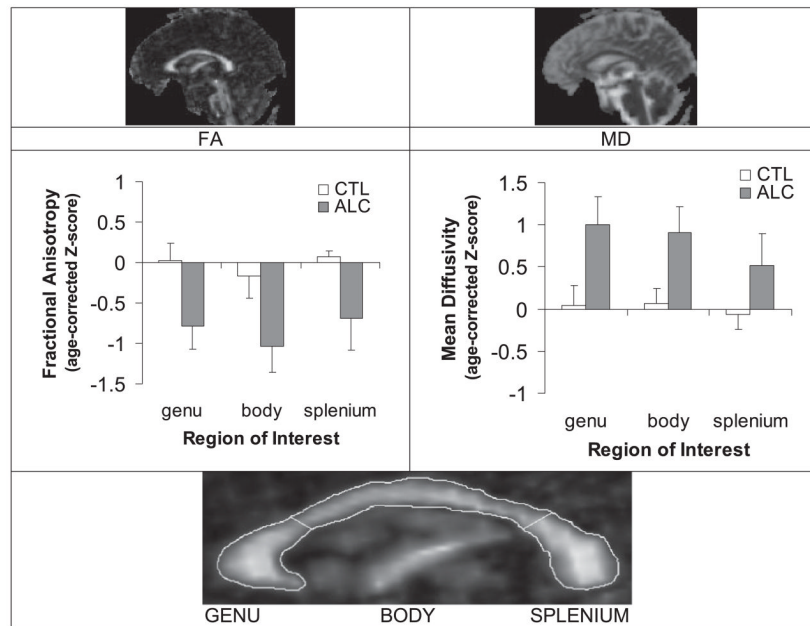 FA
MD
1
0.5
0
-0.5
-1
-1.5
Fractional Anisotropy
(age-corrected Z-score)
CTL
ALC
genu body splenium
Region of Interest
1.5
1
0.5
0
-0.5
-1
Mean Diffusivity
(age-corrected Z-score)
CTL
ALC
genu body splenium
Region of Interest
GENU BODY SPLENIUM